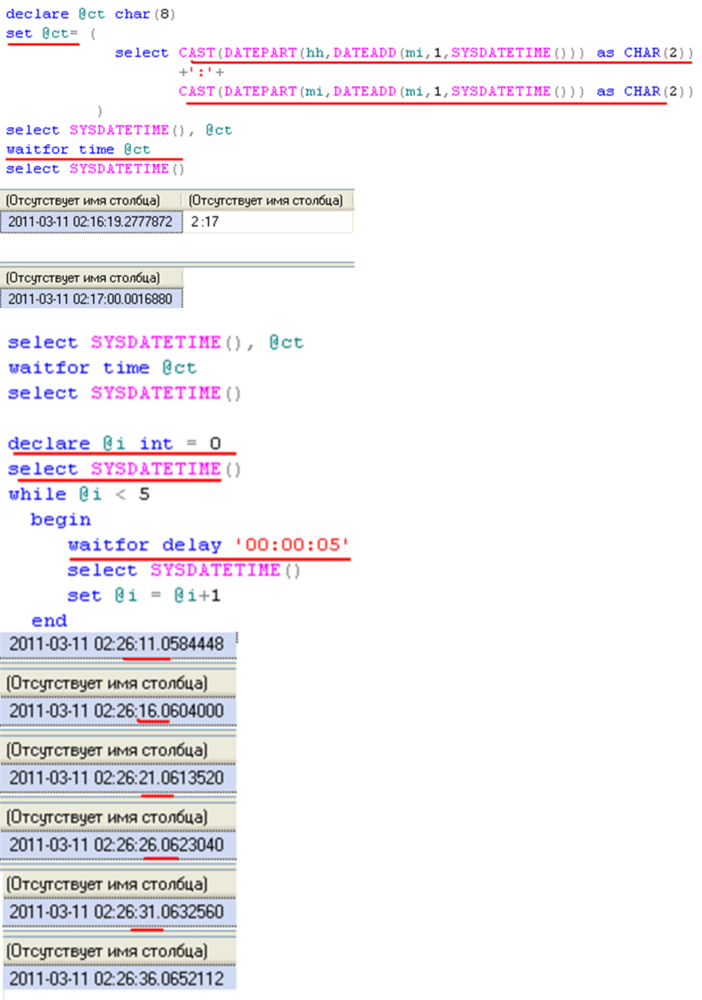 declare @ct char(8)
set @ct= (
select CAST(DATEPART(hh,DATEADD(mi,1,SYSDATETIME())) as CHAR(2))
+':'+
CAST(DATEPART(mi,DATEADD(mi,1,SYSDATETIME())) as CHAR(2))
)
select SYSDATETIME(), @ct
waitfor time @ct
select SYSDATETIME()
(Отсутствует имя столбца) (Отсутствует имя столбца)
2011-03-11 02:16:19.2777872 2 :17
(Отсутствует имя столбца)
2011-03-11 02:17:00.0016880
select SYSDATETIME(), @ct
waitfor time @ct
select SYSDATETIME()
declare @i int = 0
select SYSDATETIME()
while @i < 5
begin
waitfor delay '00:00:05'
select SYSDATETIME()
set @i = @i+1
end
2011-03-11 02:26:11.0584448
(Отсутствует имя столбца)
2011-03-11 02:26:16.0604000
(Отсутствует имя столбца)
2011-03-11 02:26:21.0613520
(Отсутствует имя столбца)
2011-03-11 02:26:26.0623040
(Отсутствует имя столбца)
2011-03-11 02:26:31.0632560
(Отсутствует имя столбца)
2011-03-11 02:26:36.0652112